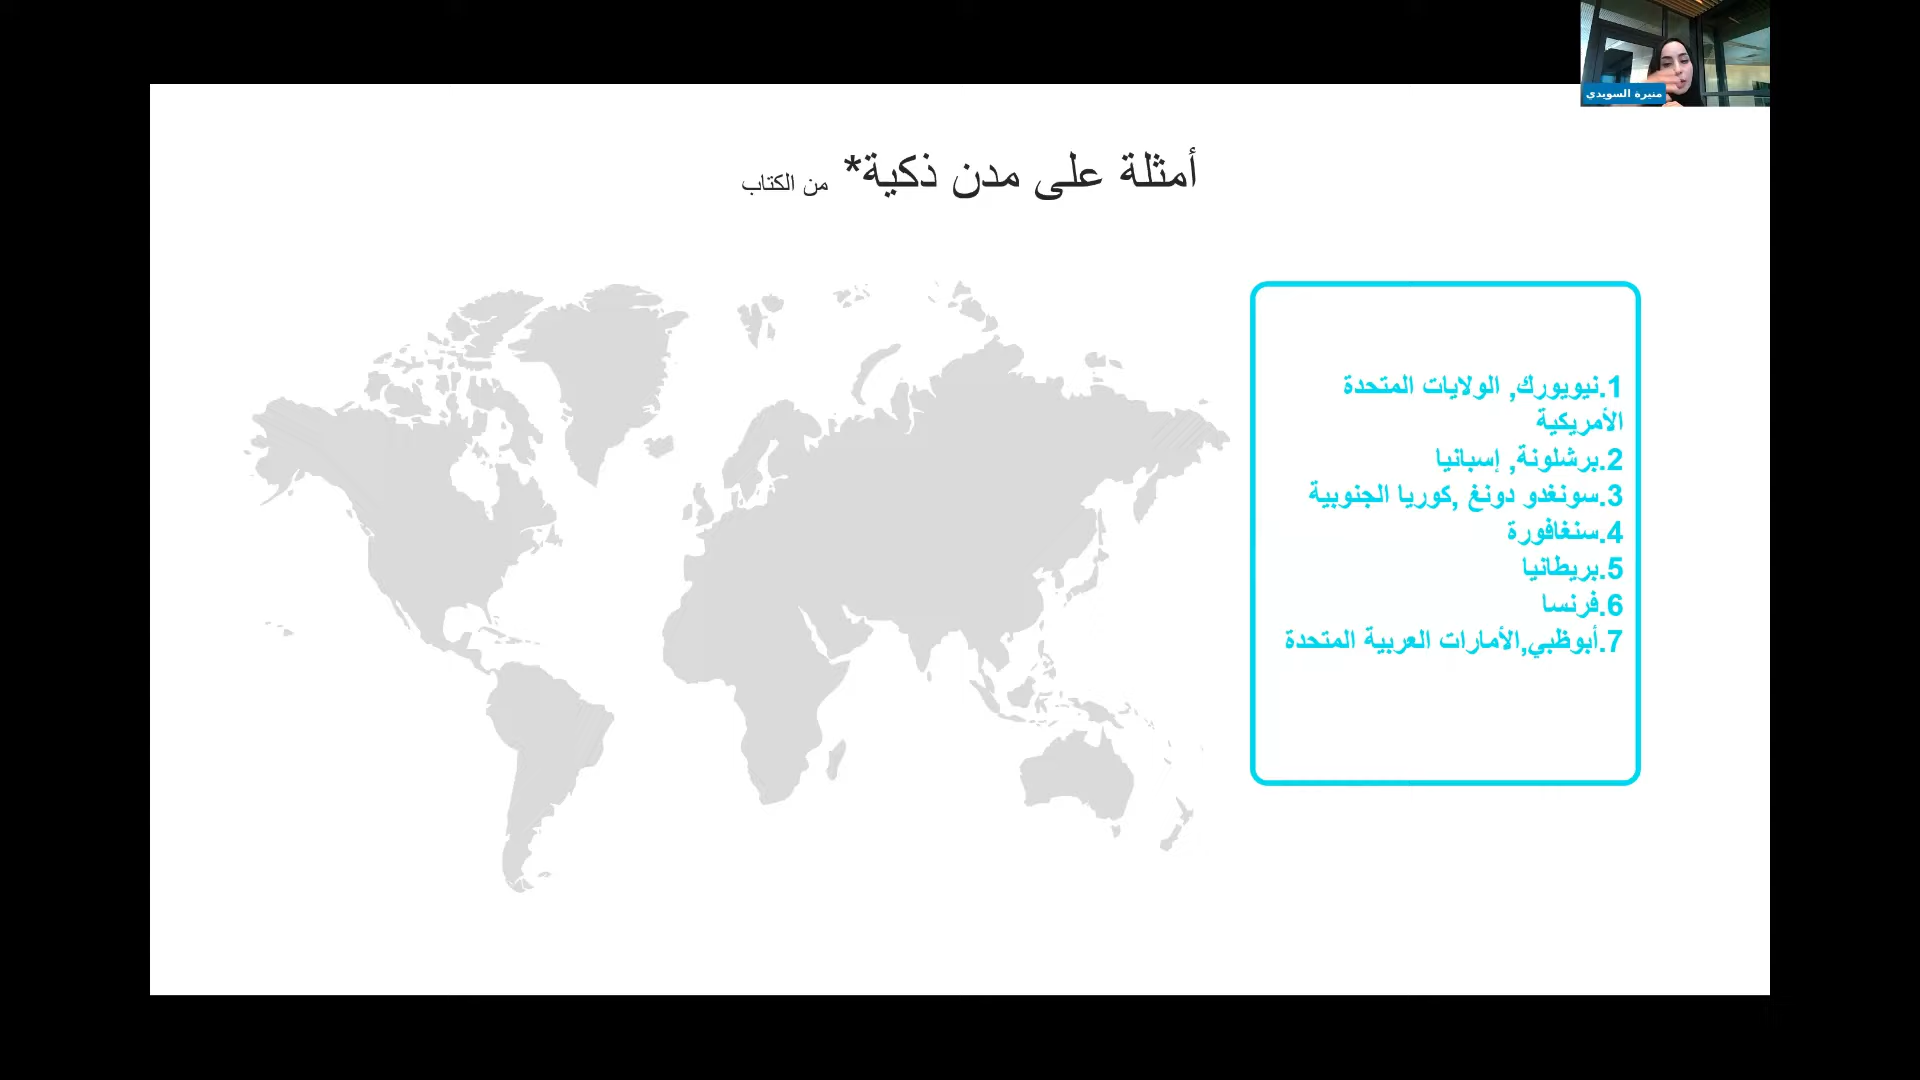 منيرة السويدي
أمثلة على مدن ذكية* من الكتاب
1.نيويورك, الولايات المتحدة
الأمريكية
2.برشلونة, إسبانيا
3.سونغدو دونغ ,كوريا الجنوبية
4.سنغافورة
5.بريطانيا
6.فرنسا
7.أبوظبي,الأمارات العربية المتحدة